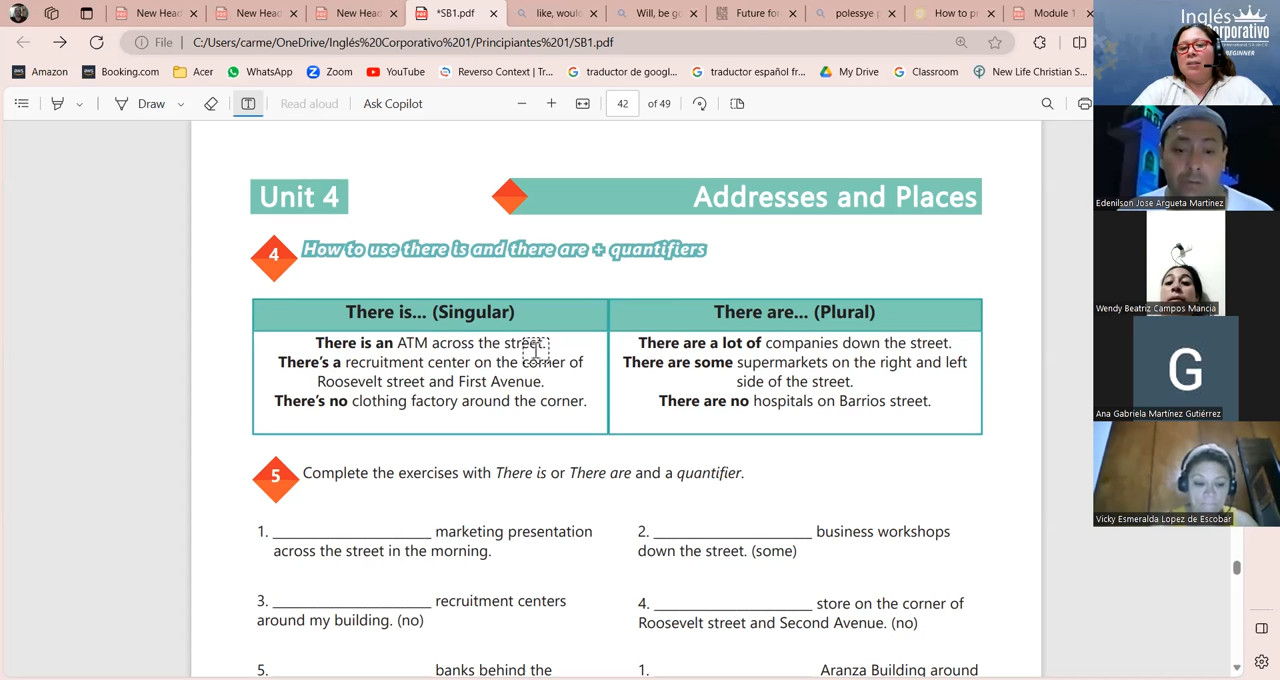 New Head
New Head
New Head
*SB1.pdf
like, wou
Will, be g
Future for
polessye p
How to pr
Module 1
File
C:/Users/carme/OneDrive/Inglés%20Corporativo%201/Principiantes%201/SB1.pdf
Amazon
Booking.com
Acer
WhatsApp
Zoom
YouTube
Reverso Context | Tr...
traductor de googl...
traductor español fr...
My Drive
Classroom
New Life Christian S...
Draw
Read aloud
Ask Copilot
42
of 49
Unit 4
Addresses and Places
4
How to use there is and there are + quantifiers
There is... (Singular)
There are... (Plural)
There is an ATM across the street.
There's a recruitment center on the corner of
Roosevelt street and First Avenue.
There's no clothing factory around the corner.
There are a lot of companies down the street.
There are some supermarkets on the right and left
side of the street.
There are no hospitals on Barrios street.
5
Complete the exercises with There is or There are and a quantifier.
1. ____________________ marketing presentation
across the street in the morning.
2. ____________________ business workshops
down the street. (some)
3. ____________________ recruitment centers
around my building. (no)
4. ____________________ store on the corner of
Roosevelt street and Second Avenue. (no)
5. ____________________ banks behind the
1. ____________________ Aranza Building around
Inglés
Corporativo
BEGINNER
Edenilson Jose Argueta Martinez
Wendy Beatriz Campos Mancia
G
Ana Gabriela Martínez Gutiérrez
Vicky Esmeralda Lopez de Escobar